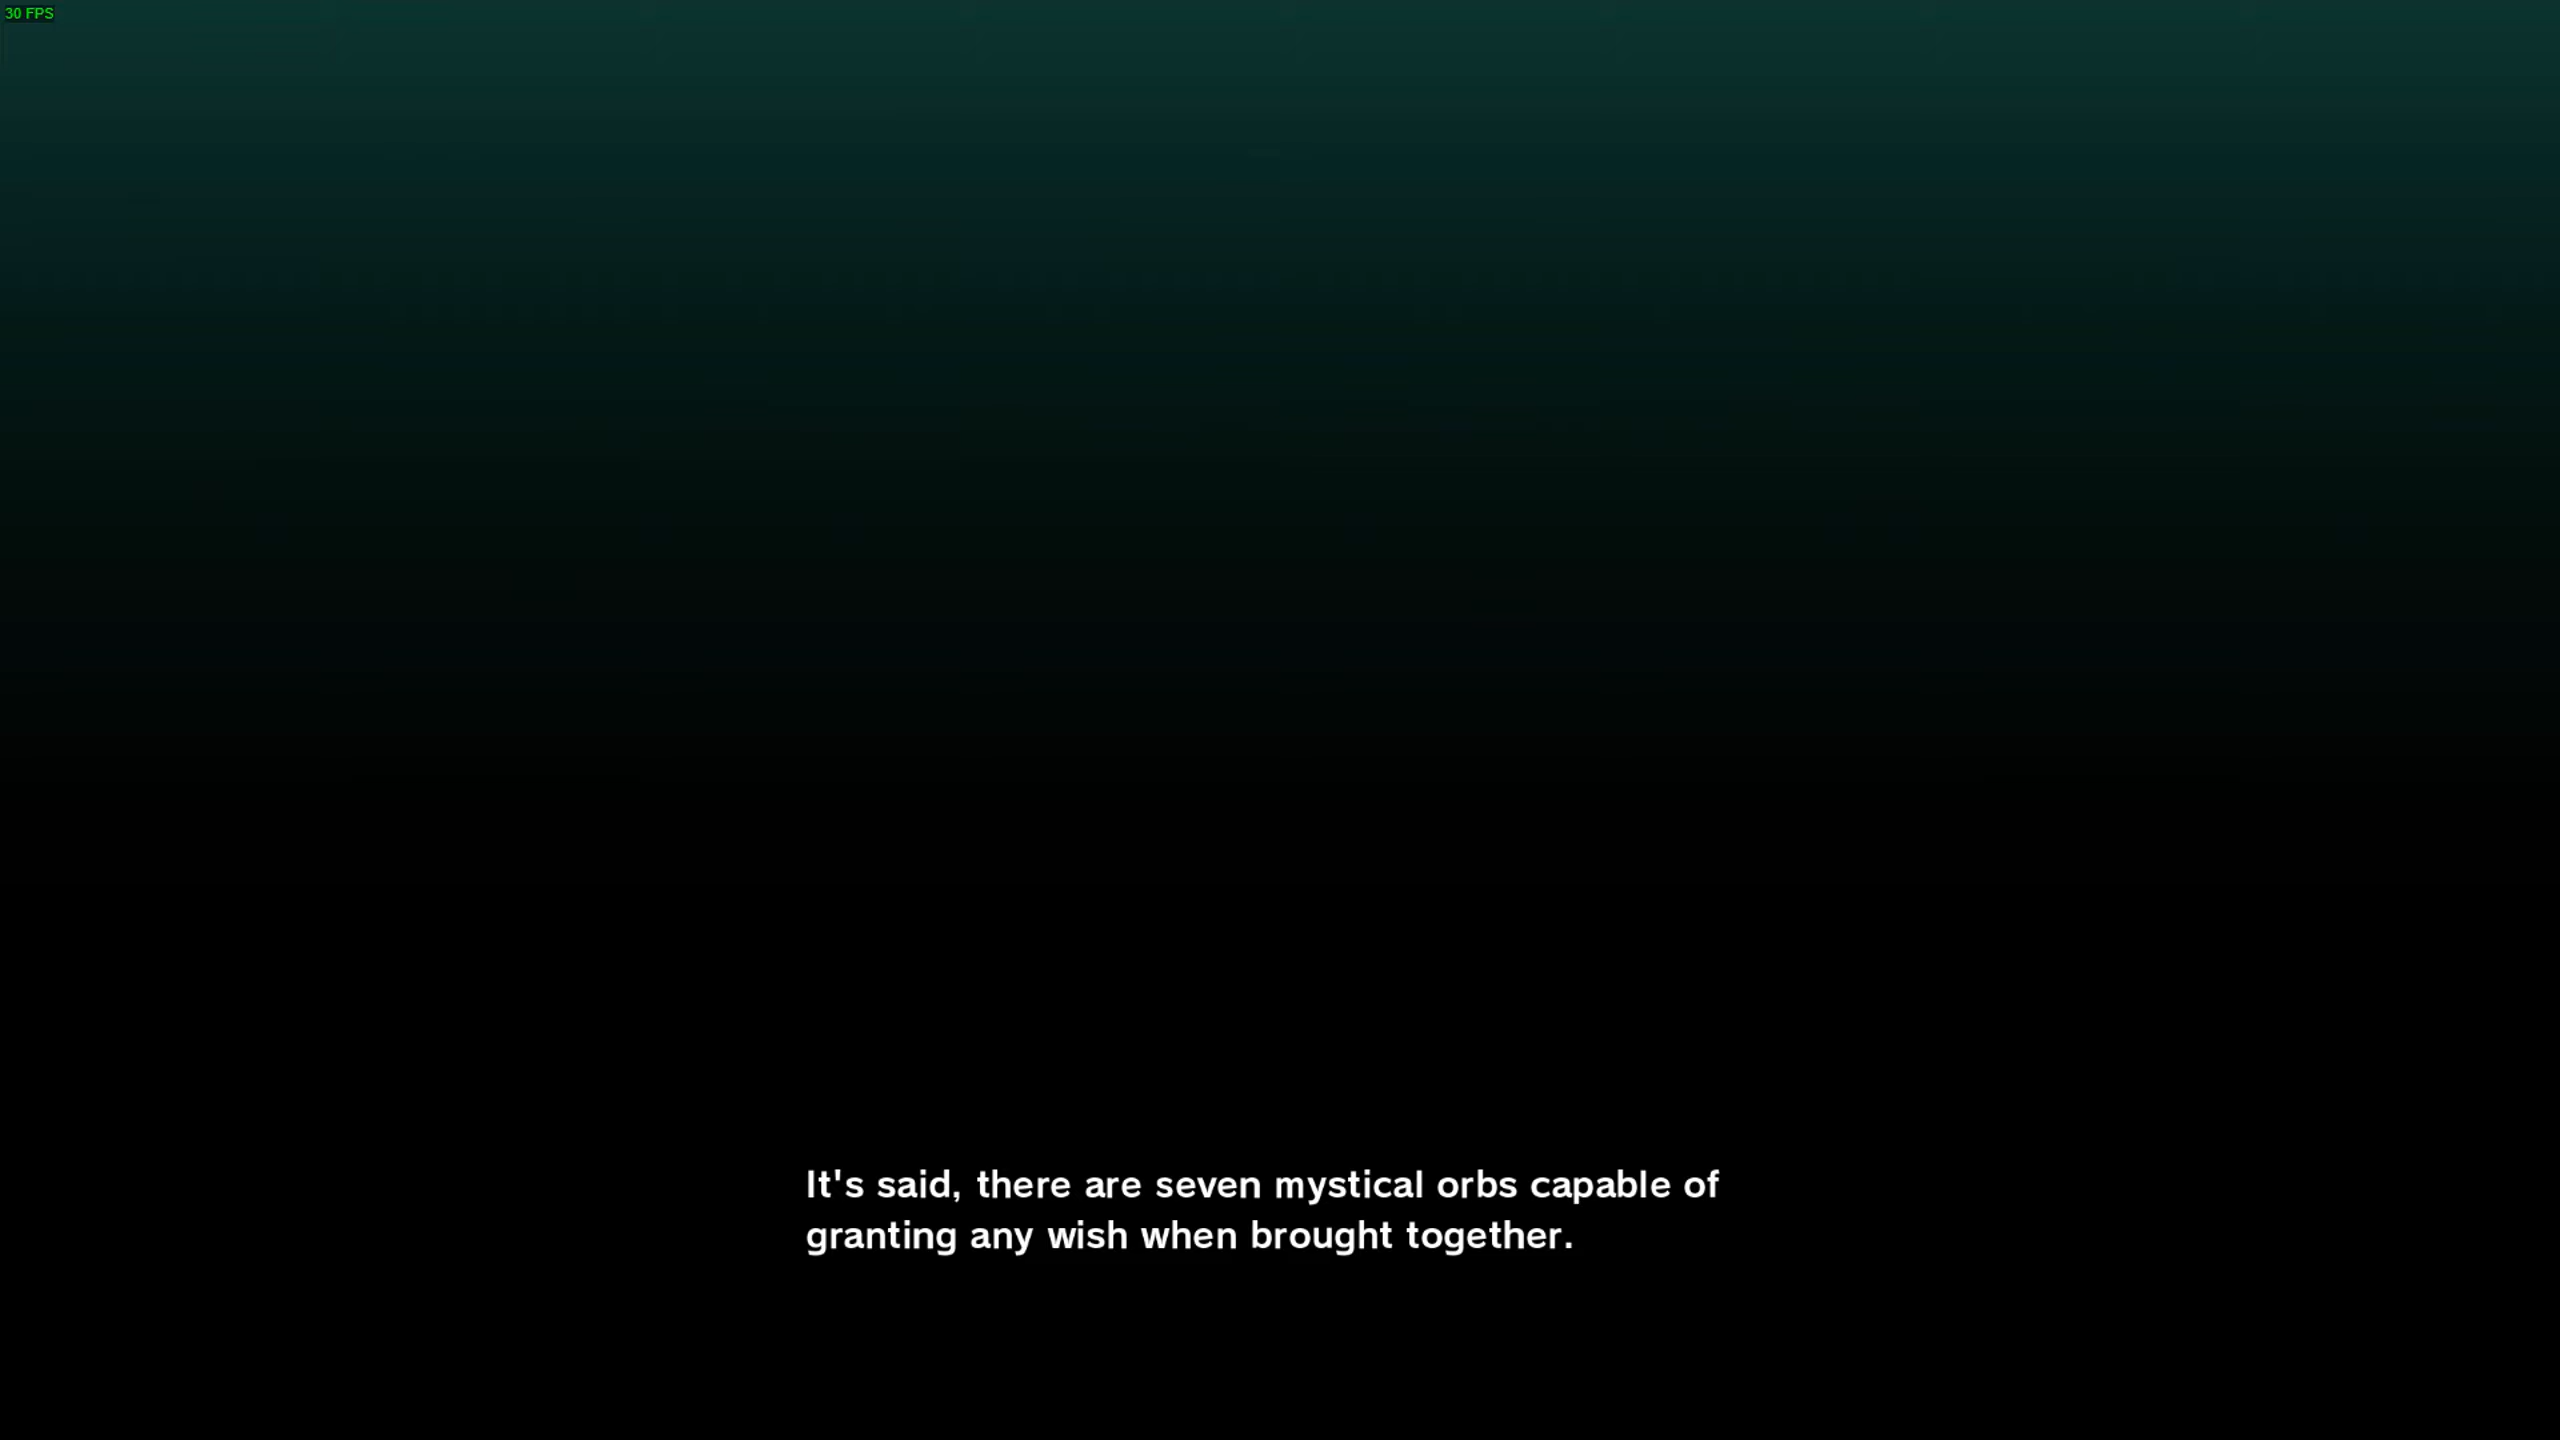 30 FPS
It's said, there are seven mystical orbs capable of
granting any wish when brought together.